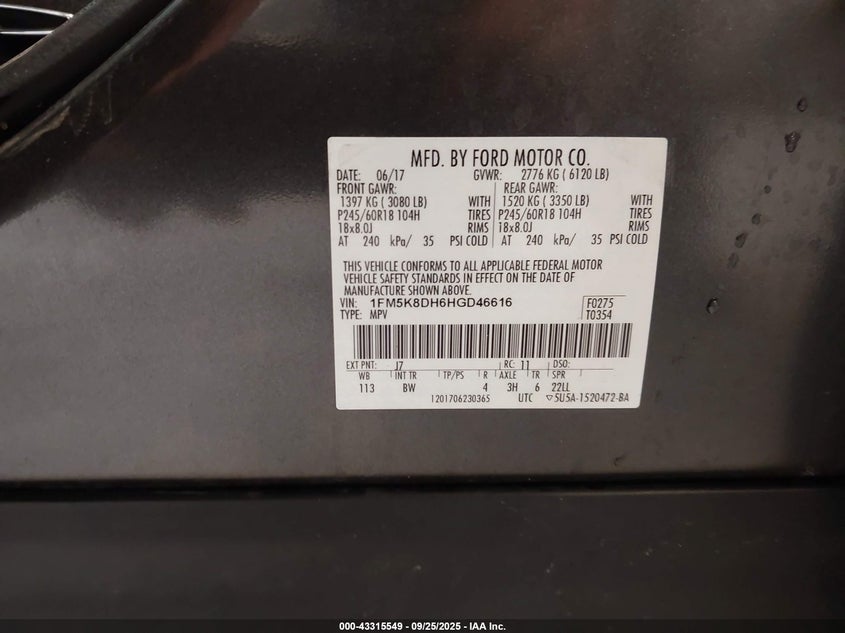 MFD. BY FORD MOTOR CO.
DATE: 06/17 GVWR: 2776 KG ( 6120 LB)
FRONT GAWR: REAR GAWR:
1397 KG ( 3080 LB) WITH 1520 KG ( 3350 LB) WITH
P245/60R18 104H TIRES P245/60R18 104H TIRES
18x8.0J RIMS 18x8.0J RIMS
AT 240 kPa/ 35 PSI COLD AT 240 kPa/ 35 PSI COLD
THIS VEHICLE CONFORMS TO ALL APPLICABLE FEDERAL MOTOR
VEHICLE SAFETY STANDARDS IN EFFECT ON THE DATE OF
MANUFACTURE SHOWN ABOVE.
VIN: 1FM5K8DH6HGD46616 F0275
TYPE: MPV T0354
EXT PNT: J7 RC: 11 DSO:
WB INT TR TP/PS R AXLE TR SPR
113 BW 4 3H 6 22LL
1201706230365 UTC ▽5U5A-1520472-BA
000-43315549 - 09/25/2025 - IAA Inc.